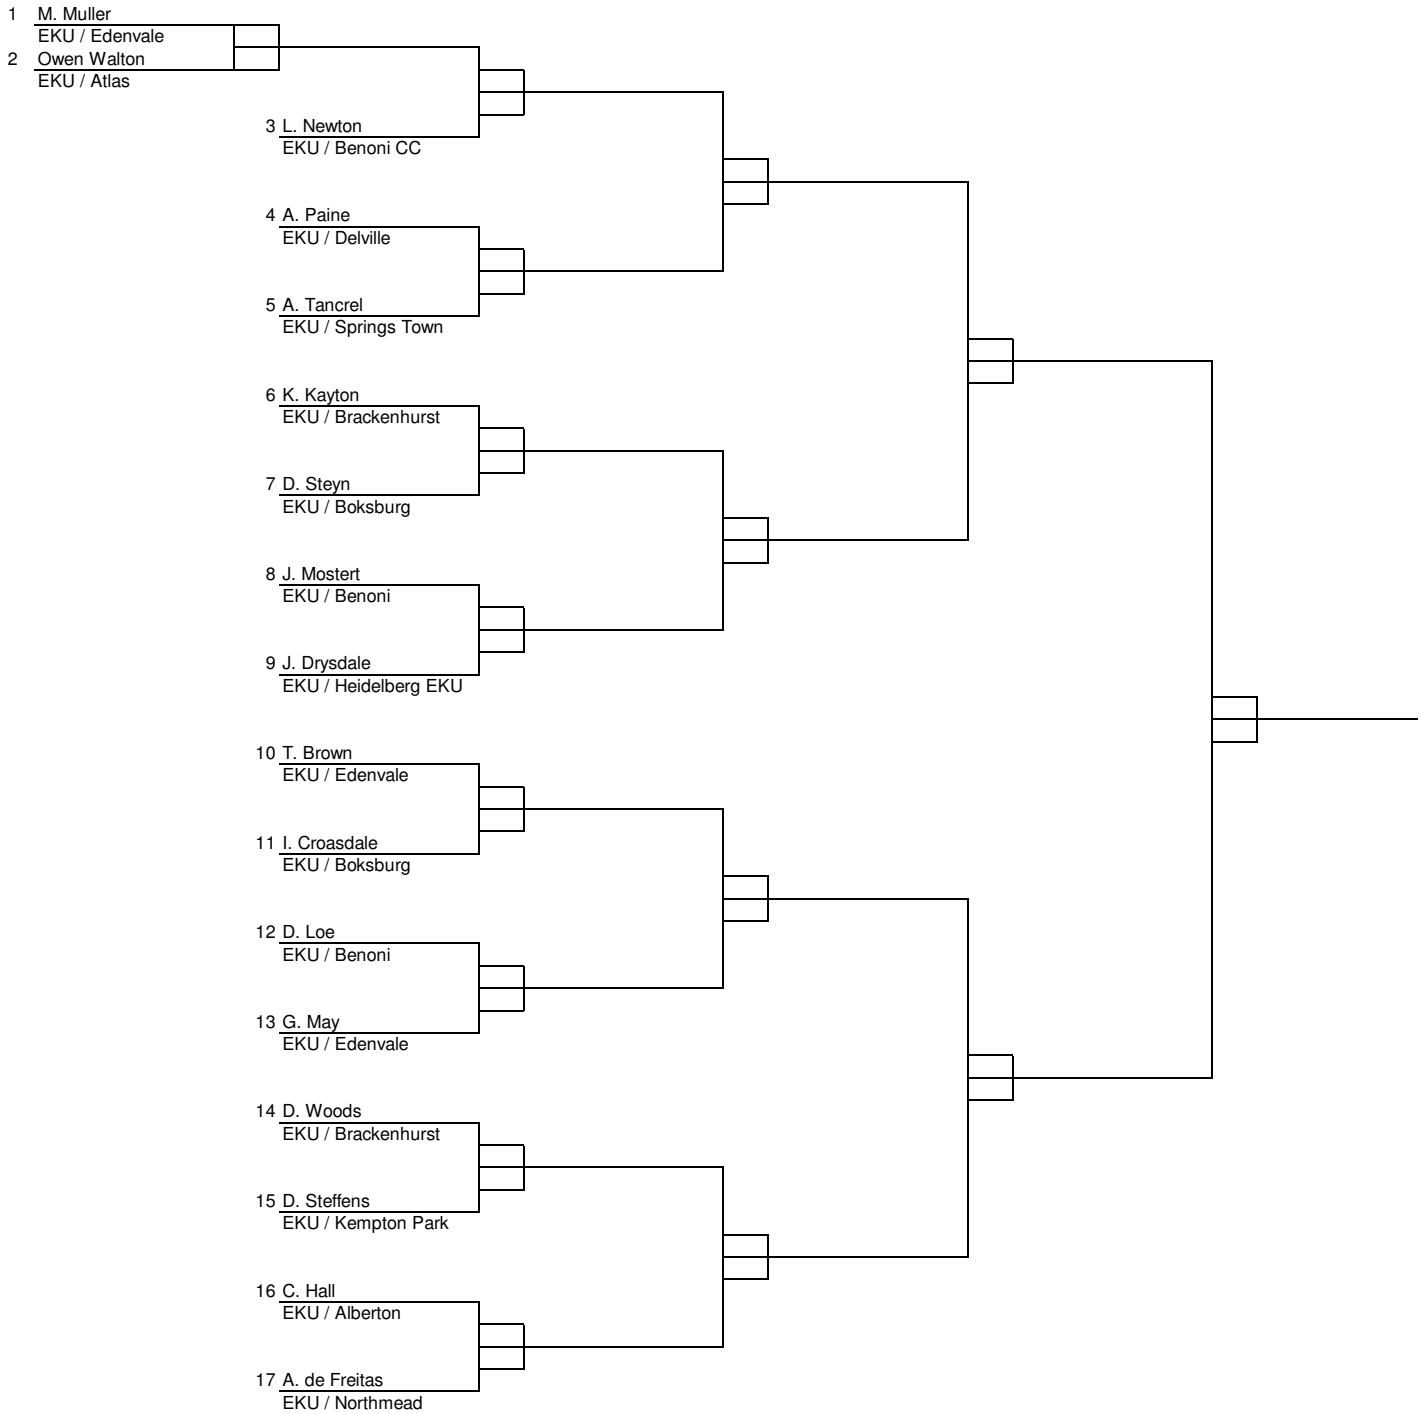 1 M. Muller
EKU / Edenvale
2 Owen Walton
EKU / Atlas
3 L. Newton
EKU / Benoni CC
4 A. Paine
EKU / Delville
5 A. Tancrel
EKU / Springs Town
6 K. Kayton
EKU / Brackenhurst
7 D. Steyn
EKU / Boksburg
8 J. Mostert
EKU / Benoni
9 J. Drysdale
EKU / Heidelberg EKU
10 T. Brown
EKU / Edenvale
11 I. Croasdale
EKU / Boksburg
12 D. Loe
EKU / Benoni
13 G. May
EKU / Edenvale
14 D. Woods
EKU / Brackenhurst
15 D. Steffens
EKU / Kempton Park
16 C. Hall
EKU / Alberton
17 A. de Freitas
EKU / Northmead